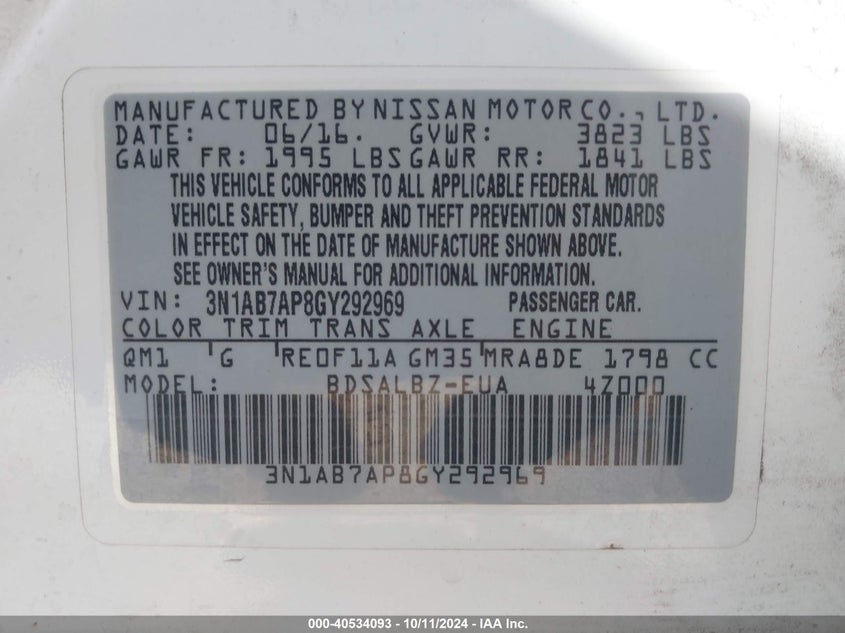 MANUFACTURED BY NISSAN MOTOR CO., LTD.
DATE: 06/16. GVWR: 3823 LBS
GAWR FR: 1995 LBS GAWR RR: 1841 LBS
THIS VEHICLE CONFORMS TO ALL APPLICABLE FEDERAL MOTOR
VEHICLE SAFETY, BUMPER AND THEFT PREVENTION STANDARDS
IN EFFECT ON THE DATE OF MANUFACTURE SHOWN ABOVE.
SEE OWNER'S MANUAL FOR ADDITIONAL INFORMATION.
VIN: 3N1AB7AP8GY292969 PASSENGER CAR.
COLOR TRIM TRANS AXLE ENGINE
QM1 G RE0F11A GM35 MRA8DE 1798 CC
MODEL: BDSALBZ-EUA 4Z000
3N1AB7AP8GY292969
000-40534093 - 10/11/2024 - IAA Inc.